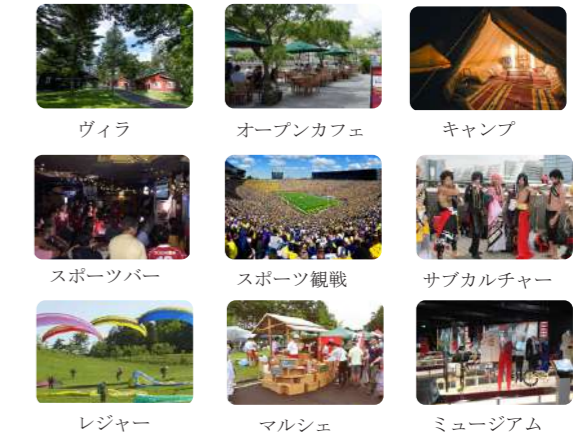 ヴィラ
オープンカフェ
キャンプ
スポーツバー
スポーツ観戦
サブカルチャー
レジャー
マルシェ
ミュージアム